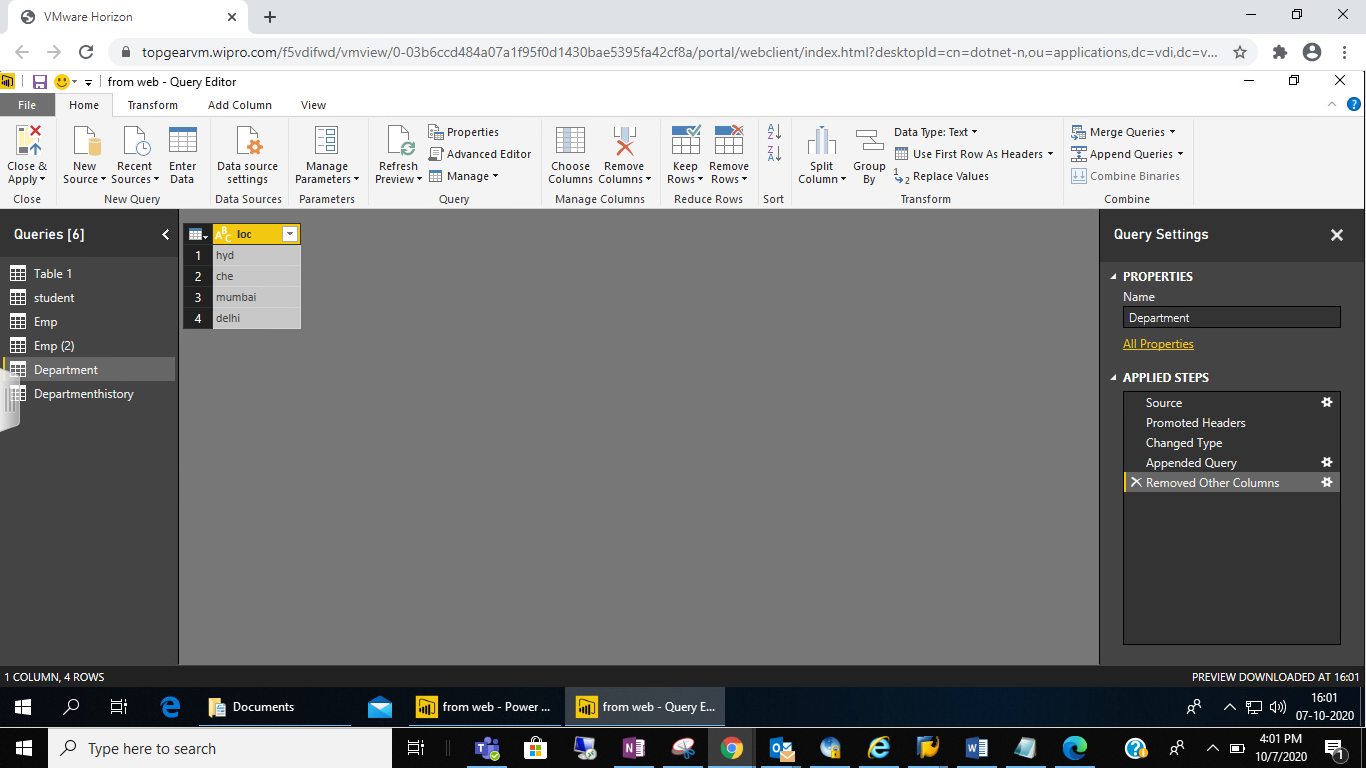 VMware Horizon
topgearvm.wipro.com/f5vdifwd/vmview/0-03b6ccd484a07a1f95f0d1430bae5395fa42cf8a/portal/webclient/index.html?desktopId=cn=dotnet-n,ou=applications,dc=vdi,dc=v...
from web - Query Editor
File Home Transform Add Column View
Close & Apply
New Source
Recent Sources
Enter Data
Data source settings
Manage Parameters
Refresh Preview
Properties
Advanced Editor
Manage
Choose Columns
Remove Columns
Keep Rows
Remove Rows
Split Column
Group By
Data Type: Text
Use First Row As Headers
Replace Values
Merge Queries
Append Queries
Combine Binaries
Close New Query Data Sources Parameters Query Manage Columns Reduce Rows Sort Transform Combine
Queries [6]
Table 1
student
Emp
Emp (2)
Department
Departmenthistory
ABC loc
1 hyd
2 che
3 mumbai
4 delhi
Query Settings
PROPERTIES
Name
Department
All Properties
APPLIED STEPS
Source
Promoted Headers
Changed Type
Appended Query
Removed Other Columns
1 COLUMN, 4 ROWS
PREVIEW DOWNLOADED AT 16:01
Documents
from web - Power ...
from web - Query E...
16:01
07-10-2020
Type here to search
4:01 PM
10/7/2020